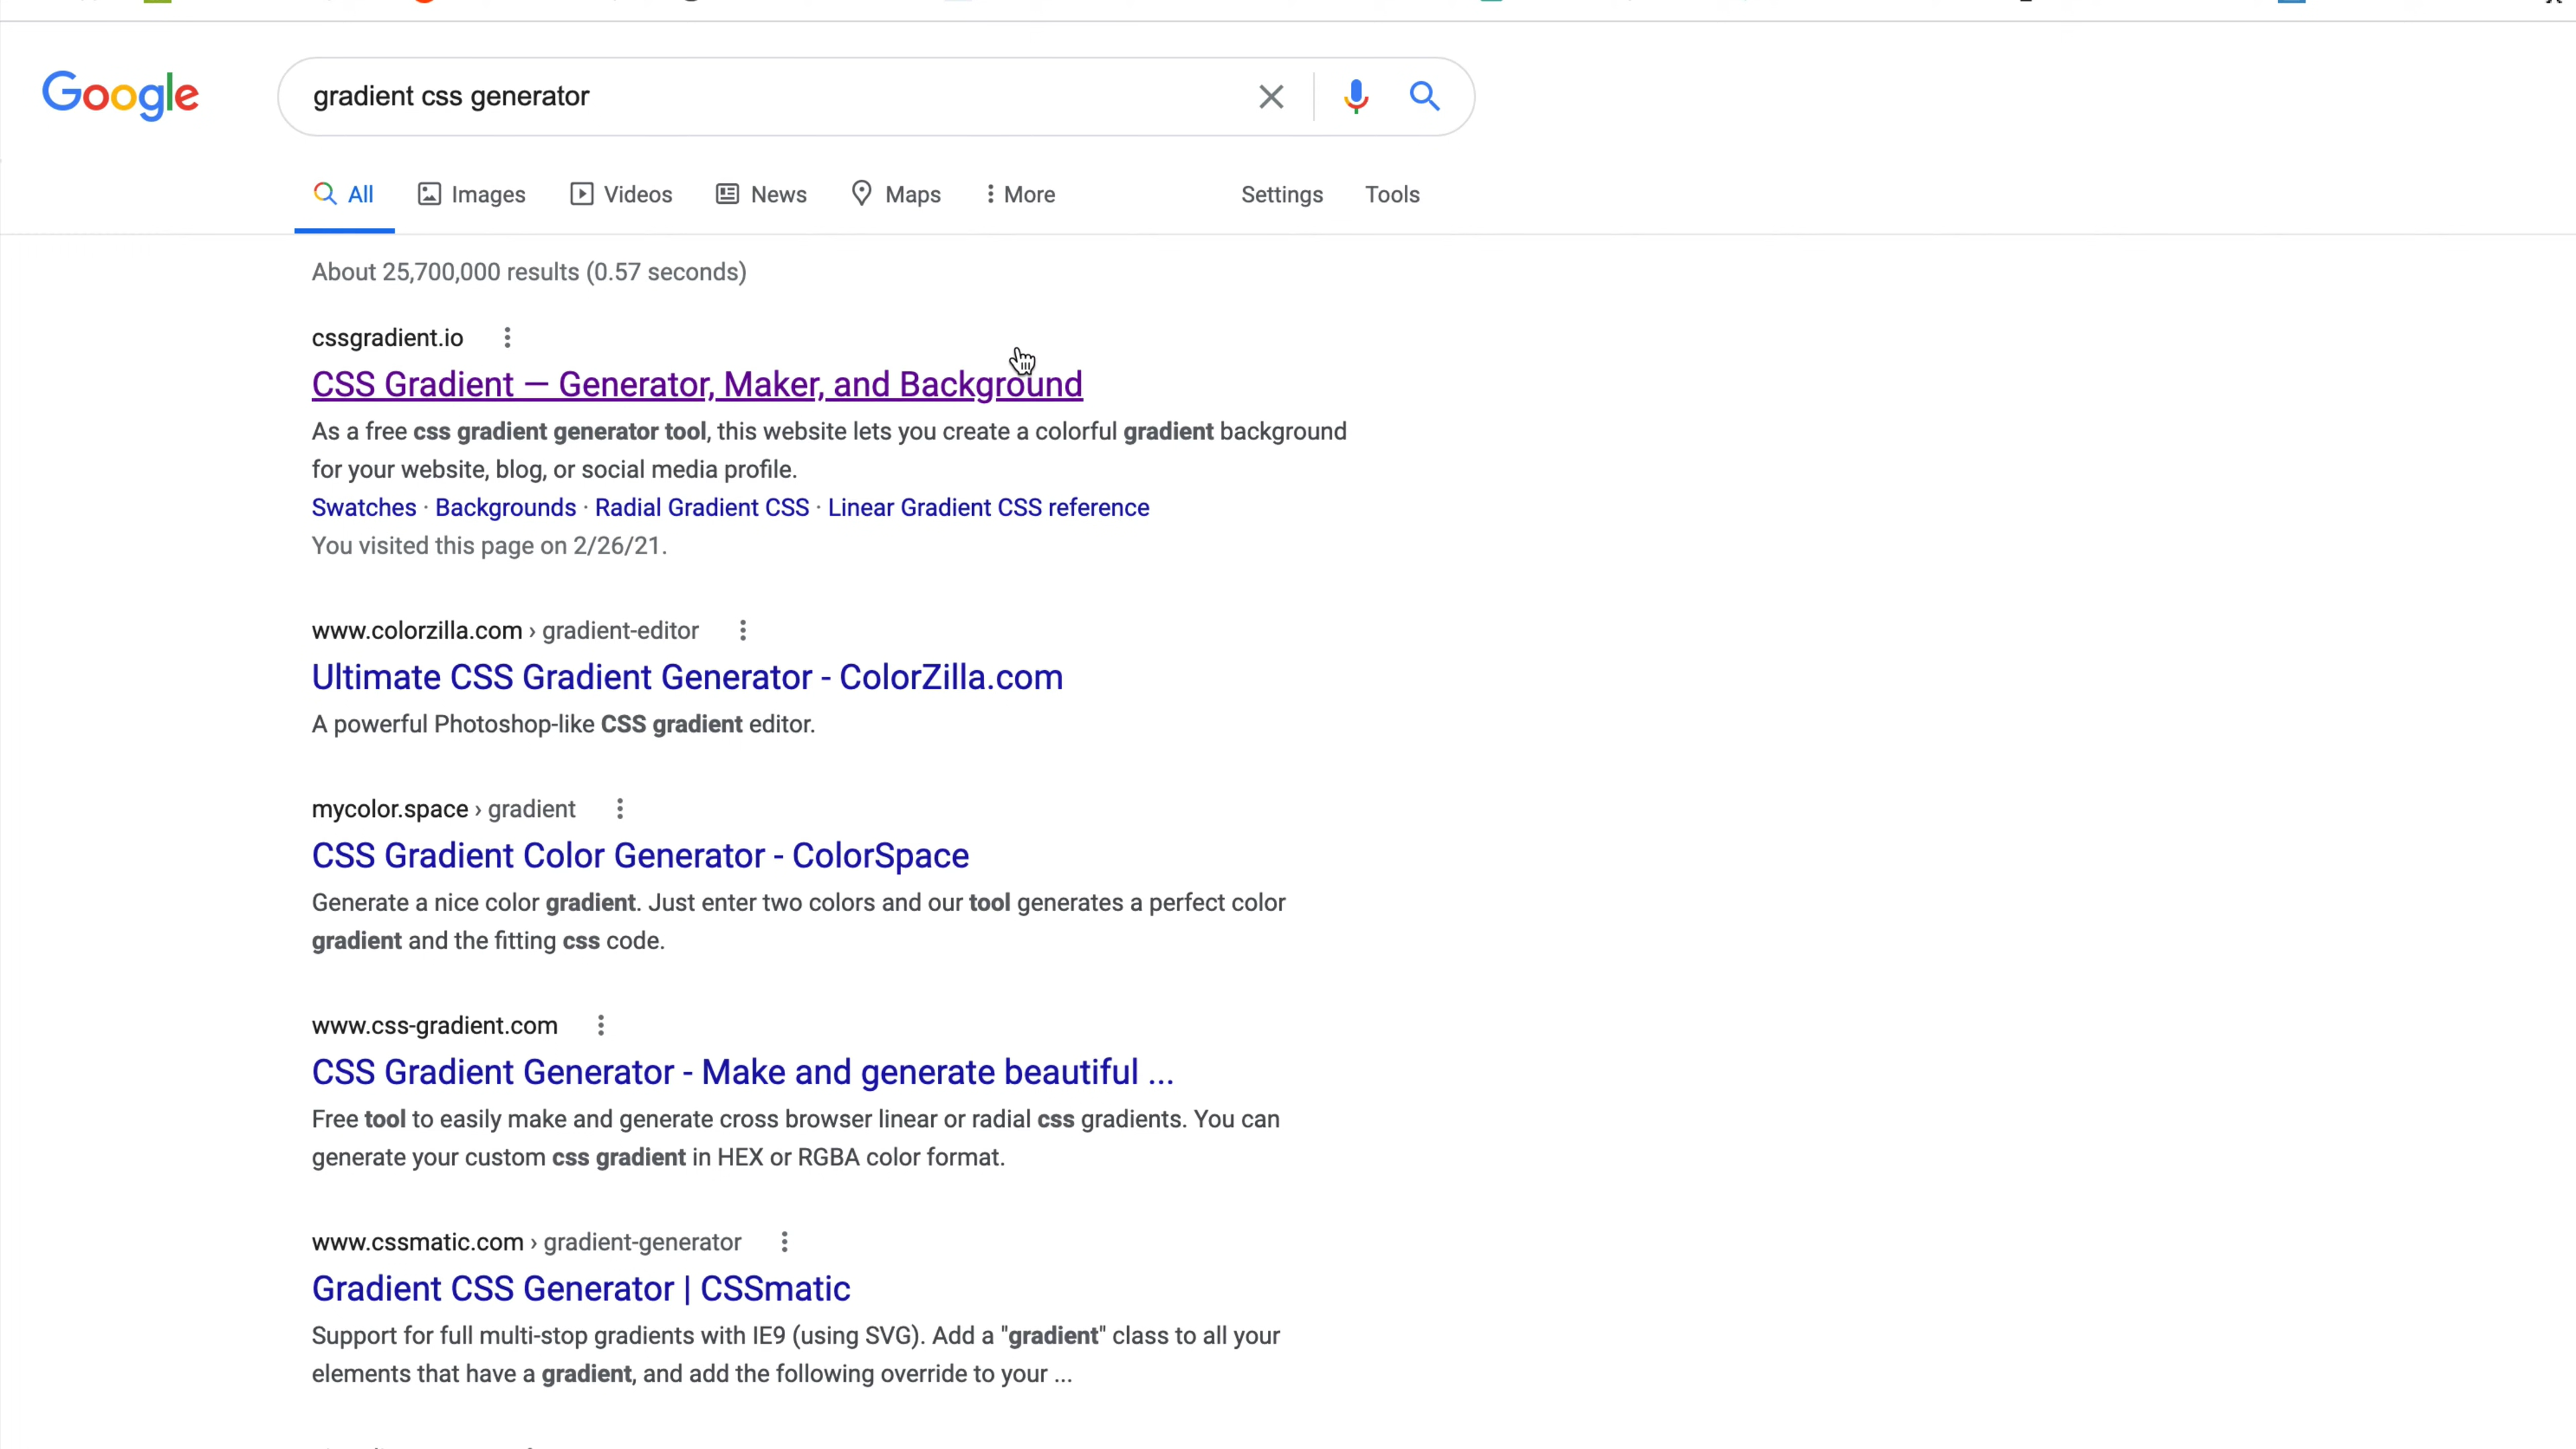 Google
gradient css generator
All Images Videos News Maps More Settings Tools
About 25,700,000 results (0.57 seconds)
cssgradient.io
CSS Gradient — Generator, Maker, and Background
As a free css gradient generator tool, this website lets you create a colorful gradient background
for your website, blog, or social media profile.
Swatches · Backgrounds · Radial Gradient CSS · Linear Gradient CSS reference
You visited this page on 2/26/21.
www.colorzilla.com › gradient-editor
Ultimate CSS Gradient Generator - ColorZilla.com
A powerful Photoshop-like CSS gradient editor.
mycolor.space › gradient
CSS Gradient Color Generator - ColorSpace
Generate a nice color gradient. Just enter two colors and our tool generates a perfect color
gradient and the fitting css code.
www.css-gradient.com
CSS Gradient Generator - Make and generate beautiful ...
Free tool to easily make and generate cross browser linear or radial css gradients. You can
generate your custom css gradient in HEX or RGBA color format.
www.cssmatic.com › gradient-generator
Gradient CSS Generator | CSSmatic
Support for full multi-stop gradients with IE9 (using SVG). Add a "gradient" class to all your
elements that have a gradient, and add the following override to your ...